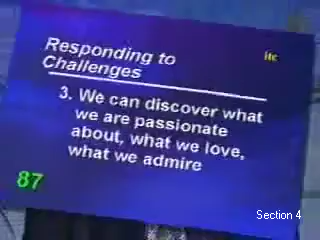 Responding to
Challenges
itc
3. We can discover what
we are passionate
about, what we love,
what we admire
87
Section 4